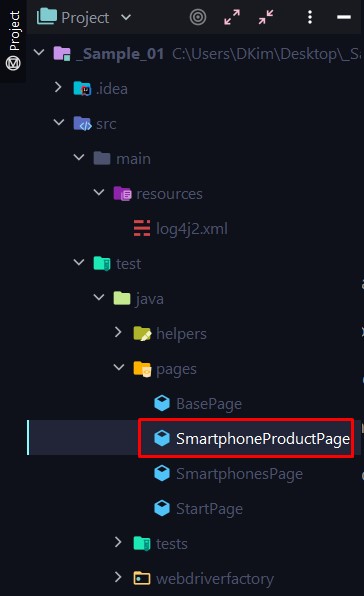 Project
Project
_Sample_01 C:\Users\DKim\Desktop\_Sa
.idea
src
main
resources
log4j2.xml
test
java
helpers
pages
BasePage
SmartphoneProductPage
SmartphonesPage
StartPage
tests
webdriverfactory